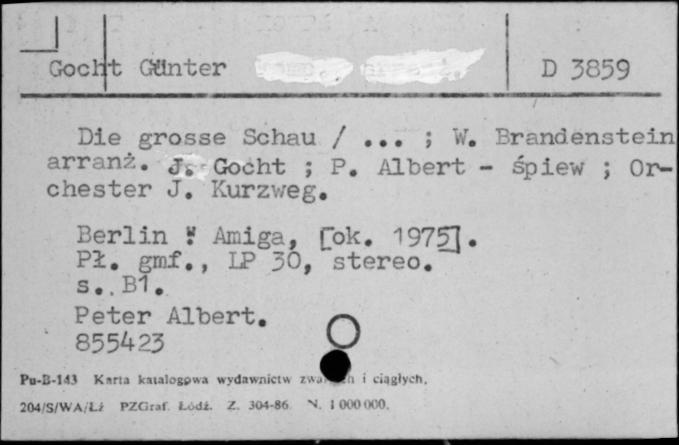 Gocht Günter D 3859
Die grosse Schau / ... ; W. Brandenstein
arranż. J. Gocht ; P. Albert - śpiew ; Or-
chester J. Kurzweg.
Berlin : Amiga, [ok. 1975].
Pł. gmf., LP 30, stereo.
s. B1.
Peter Albert.
855423
Pu-B-143 Karta katalogowa wydawnictw i ciągłych.
204/S/WA/Łż PZGraf. Łódź. Z. 304-86 N. 1 000 000.